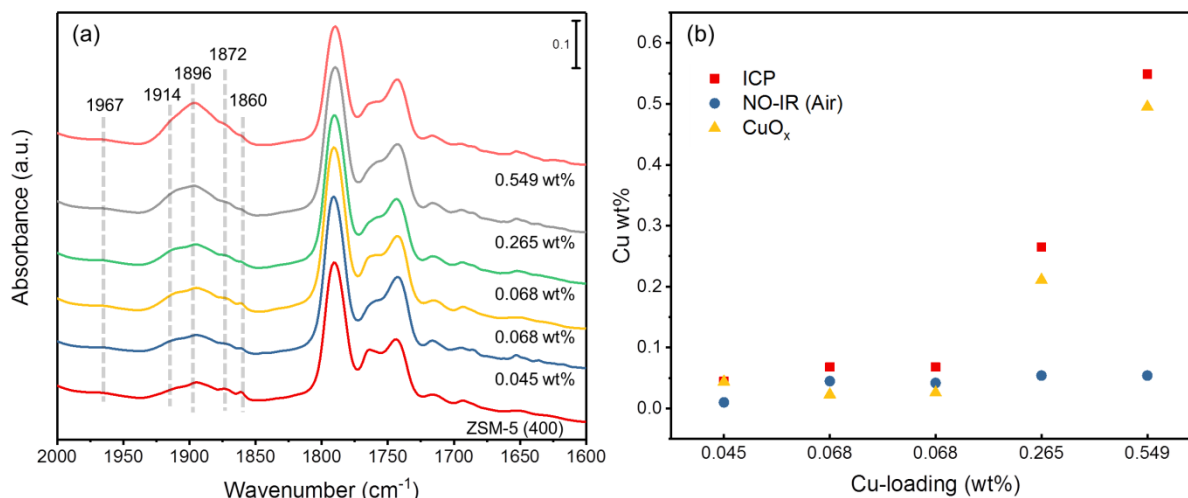 (a)
0.1
1872
1896
1967
1914
1860
0.549 wt%
0.265 wt%
0.068 wt%
0.068 wt%
0.045 wt%
ZSM-5 (400)
Absorbance (a.u.)
2000 1950 1900 1850 1800 1750 1700 1650 1600
Wavenumber (cm⁻¹)
(b)
ICP
NO-IR (Air)
CuOₓ
Cu wt%
0.6
0.5
0.4
0.3
0.2
0.1
0.0
0.045 0.068 0.068 0.265 0.549
Cu-loading (wt%)